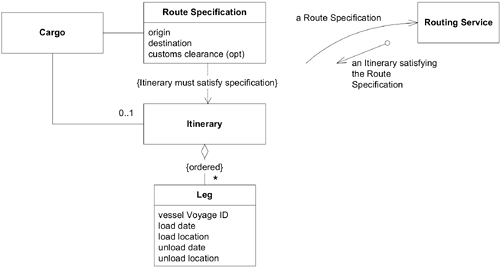 Cargo
Route Specification
origin
destination
customs clearance (opt)
a Route Specification
Routing Service
an Itinerary satisfying
the Route
Specification
{Itinerary must satisfy specification}
0..1
Itinerary
{ordered}
*
Leg
vessel Voyage ID
load date
load location
unload date
unload location